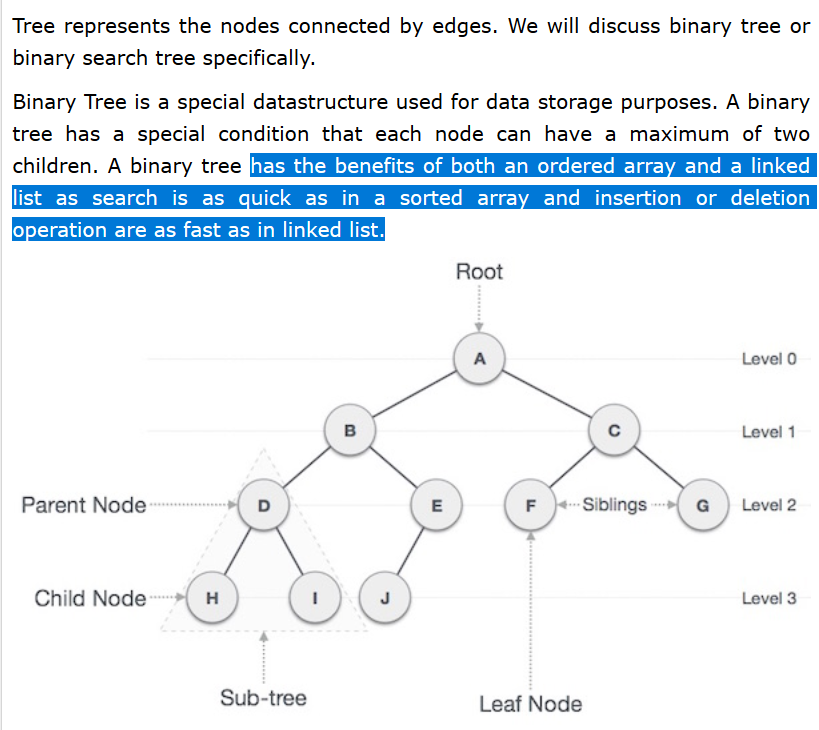 Tree represents the nodes connected by edges. We will discuss binary tree or
binary search tree specifically.
Binary Tree is a special datastructure used for data storage purposes. A binary
tree has a special condition that each node can have a maximum of two
children. A binary tree has the benefits of both an ordered array and a linked
list as search is as quick as in a sorted array and insertion or deletion
operation are as fast as in linked list.
Root
A
Level 0
B
C
Level 1
Parent Node
D
E
F
Siblings
G
Level 2
Child Node
H
I
J
Level 3
Sub-tree
Leaf Node